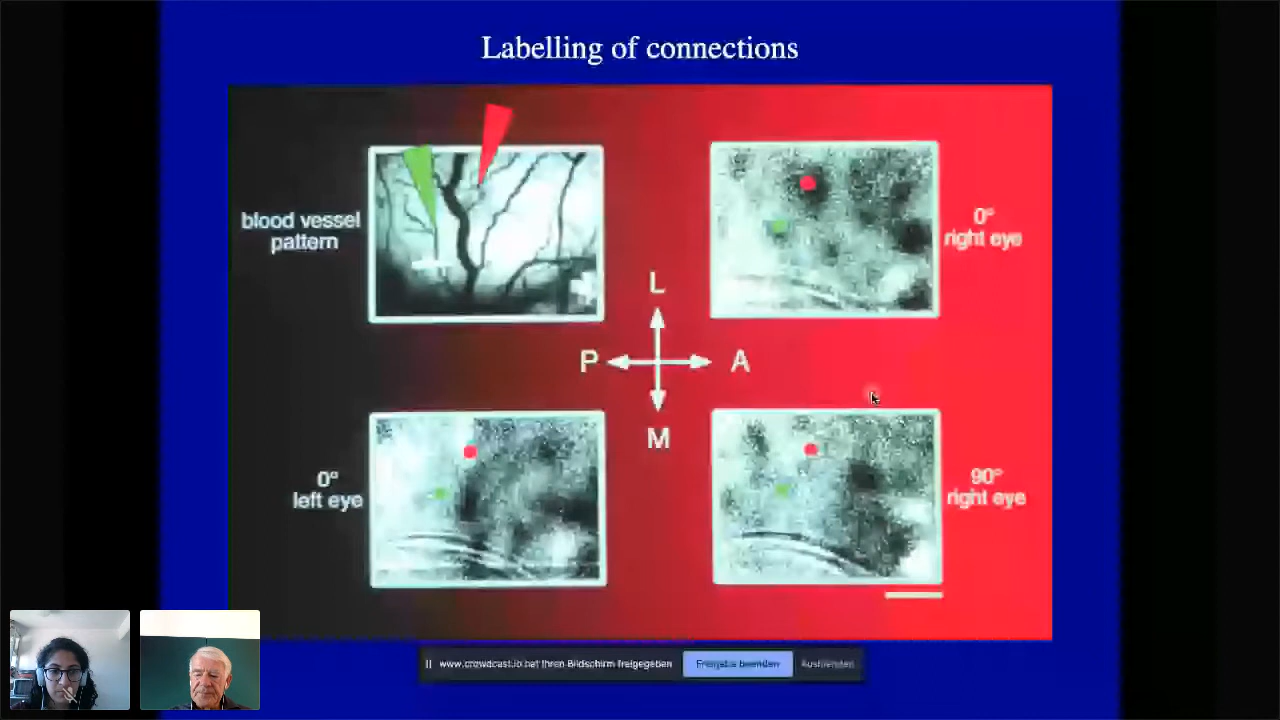 Labelling of connections
blood vessel
pattern
0°
right eye
L
P
A
M
0°
left eye
90°
right eye
www.crowdcast.io hat Ihren Bildschirm freigegeben
Freigabe beenden
Ausblenden